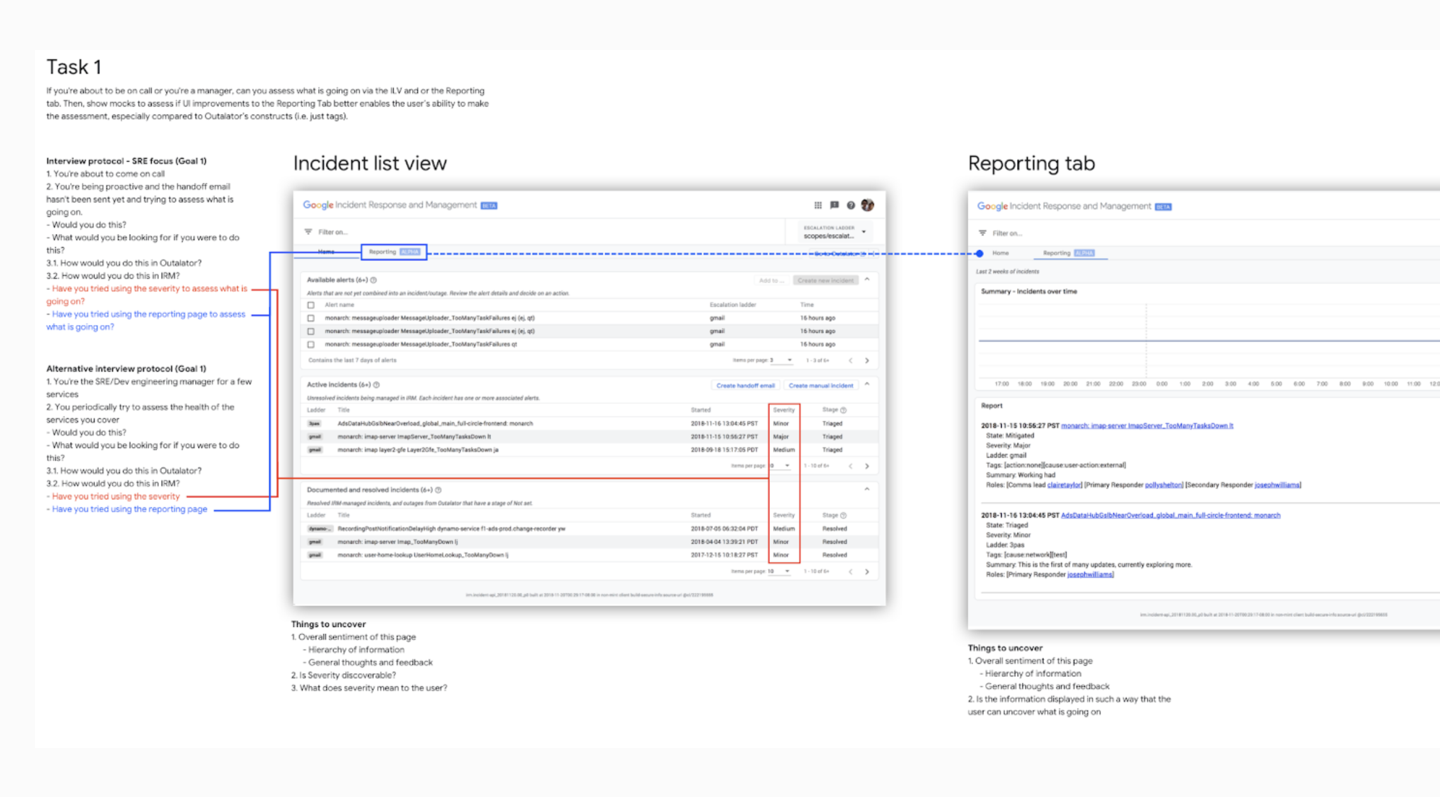 Task 1
If you're about to be on call or you're a manager, can you assess what is going on via the ILV and or the Reporting
tab. Then, show mocks to assess if UI improvements to the Reporting Tab better enables the user's ability to make
the assessment, especially compared to Outalator's constructs (i.e. just tags).
Interview protocol - SRE focus (Goal 1)
1. You're about to come on call
2. You're being proactive and the handoff email
hasn't been sent yet and trying to assess what is
going on.
- Would you do this?
- What would you be looking for if you were to do
this?
3.1. How would you do this in Outalator?
3.2. How would you do this in IRM?
- Have you tried using the severity to assess what is
going on?
- Have you tried using the reporting page to assess
what is going on?
Alternative interview protocol (Goal 1)
1. You're the SRE/Dev engineering manager for a few
services
2. You periodically try to assess the health of the
services you cover
- Would you do this?
- What would you be looking for if you were to do
this?
3.1. How would you do this in Outalator?
3.2. How would you do this in IRM?
- Have you tried using the severity
- Have you tried using the reporting page
Incident list view
Google Incident Response and Management BETA
Filter on...
ESCALATION LADDER
scopes/escalat...
Home Reporting ALPHA
Available alerts (6+)
Add to ... Create new incident
Alerts that are not yet combined into an incident/outage. Review the alert details and decide on an action.
Alert name Escalation ladder Time
monarch: messageuploader MessageUploader_TooManyTaskFailures ej (ej, qt) gmail 16 hours ago
monarch: messageuploader MessageUploader_TooManyTaskFailures ej (ej, qt) gmail 16 hours ago
monarch: messageuploader MessageUploader_TooManyTaskFailures qt gmail 16 hours ago
Contains the last 7 days of alerts Items per page: 3 1 - 3 of 6+
Active incidents (6+) Create handoff email Create manual incident
Unresolved incidents being managed in IRM. Each incident has one or more associated alerts.
Ladder Title Started Severity Stage
3pas AdsDataHubGslbNearOverload_global_main_full-circle-frontend: monarch 2018-11-16 13:04:45 PST Minor Triaged
gmail monarch: imap-server ImapServer_TooManyTasksDown lt 2018-11-15 10:56:27 PST Major Triaged
gmail monarch: imap layer2-gfe Layer2Gfe_TooManyTasksDown ja 2018-09-18 15:17:05 PDT Medium Triaged
Items per page 1 - 10 of 6+
Documented and resolved incidents (6+)
Resolved IRM-managed incidents, and outages from Outalator that have a stage of Not set.
Ladder Title Started Severity Stage
dynamo-... RecordingPostNotificationDelayHigh dynamo-service f1-ads-prod.change-recorder yw 2018-07-05 06:32:04 PDT Medium Resolved
gmail monarch: imap-server Imap_TooManyDown lj 2018-04-04 13:39:21 PDT Minor Resolved
gmail monarch: user-home-lookup UserHomeLookup_TooManyDown lj 2017-12-15 10:18:27 PST Minor Resolved
Items per page 10 1 - 10 of 6+
Things to uncover
1. Overall sentiment of this page
- Hierarchy of information
- General thoughts and feedback
2. Is Severity discoverable?
3. What does severity mean to the user?
Reporting tab
Google Incident Response and Management BETA
Filter on...
Home Reporting ALPHA
Last 2 weeks of incidents
Summary - Incidents over time
17:00 18:00 19:00 20:00 21:00 22:00 23:00 0:00 1:00 2:00 3:00 4:00 5:00 6:00 7:00 8:00 9:00 10:00 11:00
Report
2018-11-15 10:56:27 PST monarch: imap-server ImapServer_TooManyTasksDown lt
State: Mitigated
Severity: Major
Ladder: gmail
Tags: [action:none][cause:user-action:external]
Summary: Working had
Roles: [Comms lead clairetaylor] [Primary Responder pollyshelton] [Secondary Responder josephwilliams]
2018-11-16 13:04:45 PST AdsDataHubGslbNearOverload_global_main_full-circle-frontend: monarch
State: Triaged
Severity: Minor
Ladder: 3pas
Tags: [cause:network][test]
Summary: This is the first of many updates, currently exploring more.
Roles: [Primary Responder josephwilliams]
Things to uncover
1. Overall sentiment of this page
- Hierarchy of information
- General thoughts and feedback
2. Is the information displayed in such a way that the
user can uncover what is going on